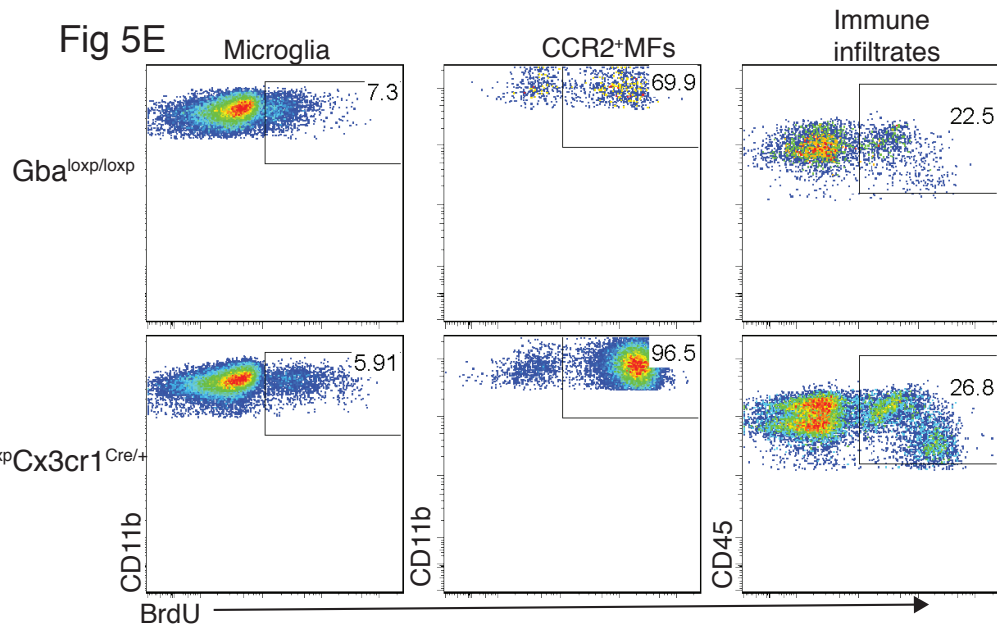 Fig 5E
Microglia
CCR2+MFs
Immune
infiltrates
7.3
69.9
22.5
Gba^loxp/loxp
5.91
96.5
26.8
xpCx3cr1^Cre/+
CD11b
CD11b
CD45
BrdU